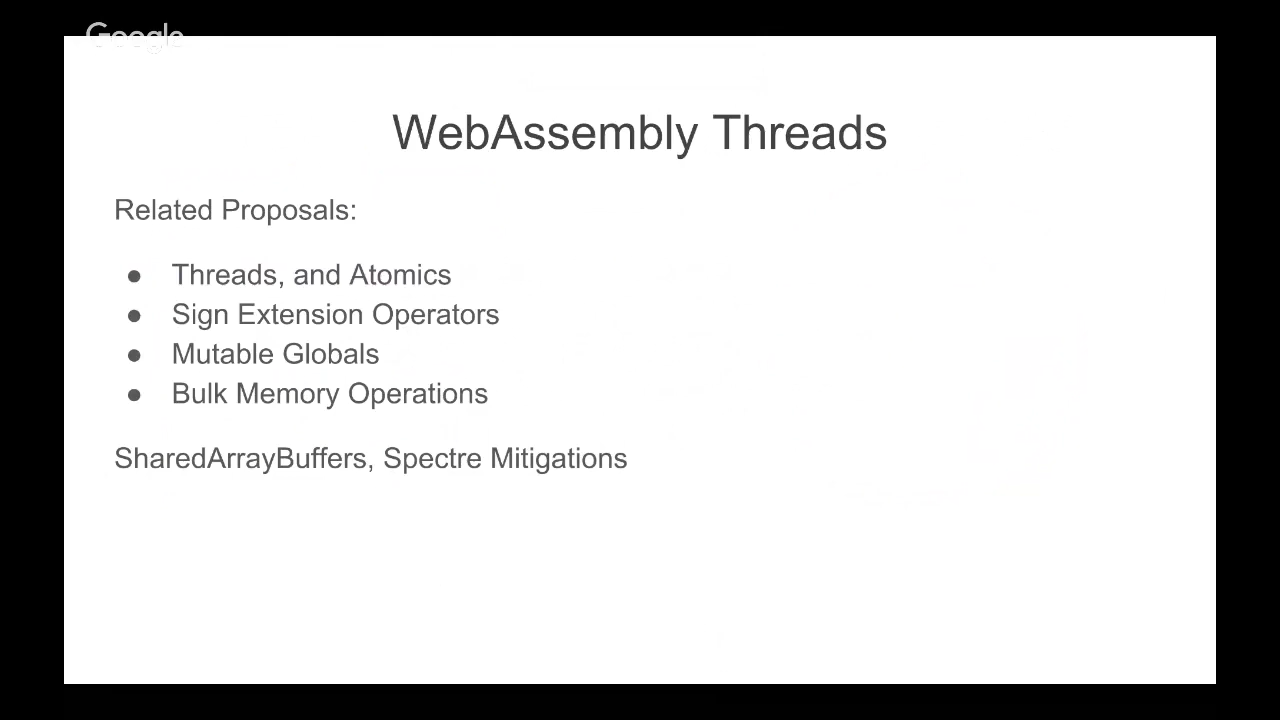 Google
WebAssembly Threads
Related Proposals:
● Threads, and Atomics
● Sign Extension Operators
● Mutable Globals
● Bulk Memory Operations
SharedArrayBuffers, Spectre Mitigations